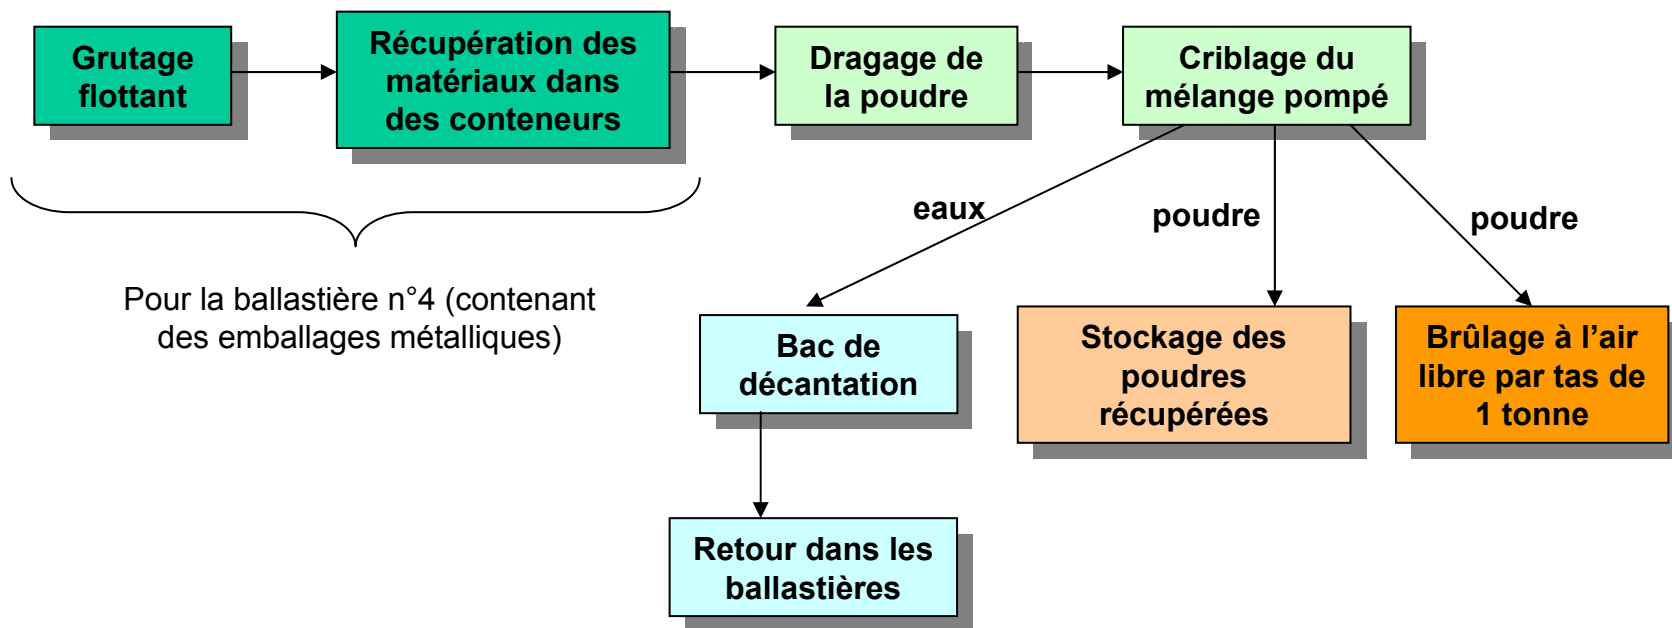 Grutage
flottant
Récupération des
matériaux dans
des conteneurs
Dragage de
la poudre
Criblage du
mélange pompé
Pour la ballastière n°4 (contenant
des emballages métalliques)
eaux
poudre
poudre
Bac de
décantation
Stockage des
poudres
récupérées
Brûlage à l’air
libre par tas de
1 tonne
Retour dans les
ballastières